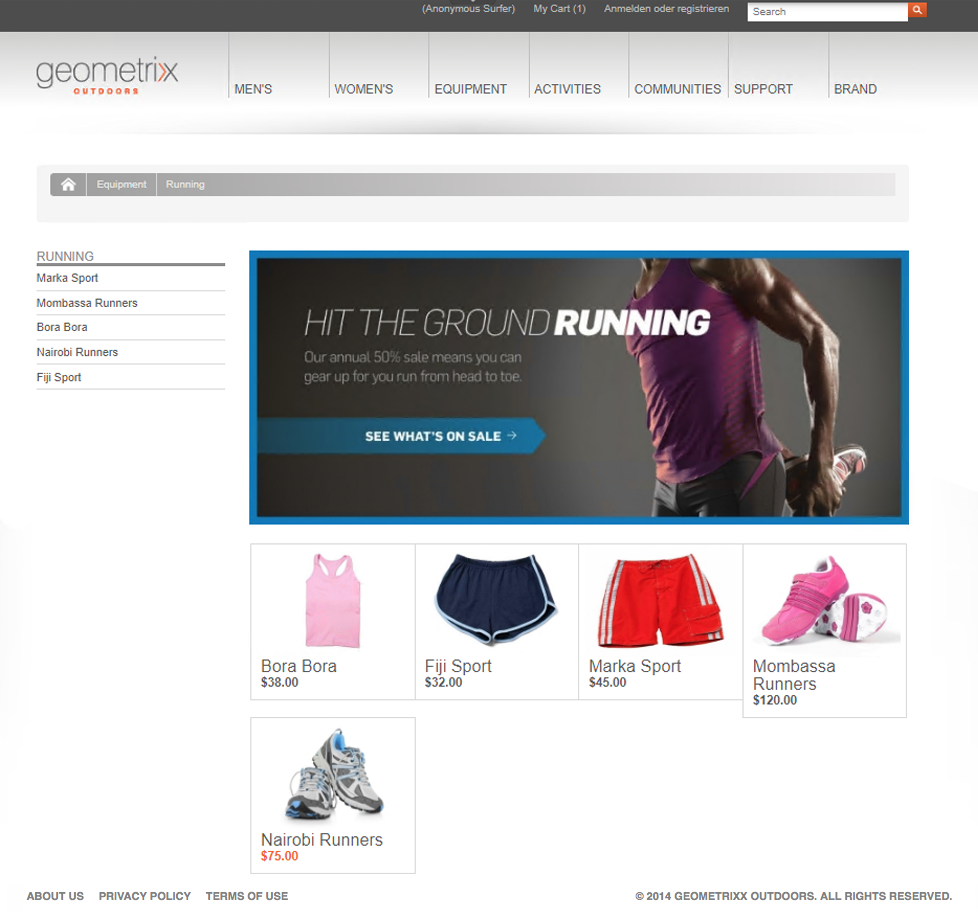 (Anonymous Surfer) My Cart (1) Anmelden oder registrieren Search
geometrixx
OUTDOORS
MEN'S WOMEN'S EQUIPMENT ACTIVITIES COMMUNITIES SUPPORT BRAND
Equipment Running
RUNNING
Marka Sport
Mombassa Runners
Bora Bora
Nairobi Runners
Fiji Sport
HIT THE GROUND RUNNING
Our annual 50% sale means you can
gear up for you run from head to toe.
SEE WHAT'S ON SALE →
Bora Bora
$38.00
Fiji Sport
$32.00
Marka Sport
$45.00
Mombassa
Runners
$120.00
Nairobi Runners
$75.00
ABOUT US PRIVACY POLICY TERMS OF USE © 2014 GEOMETRIXX OUTDOORS. ALL RIGHTS RESERVED.